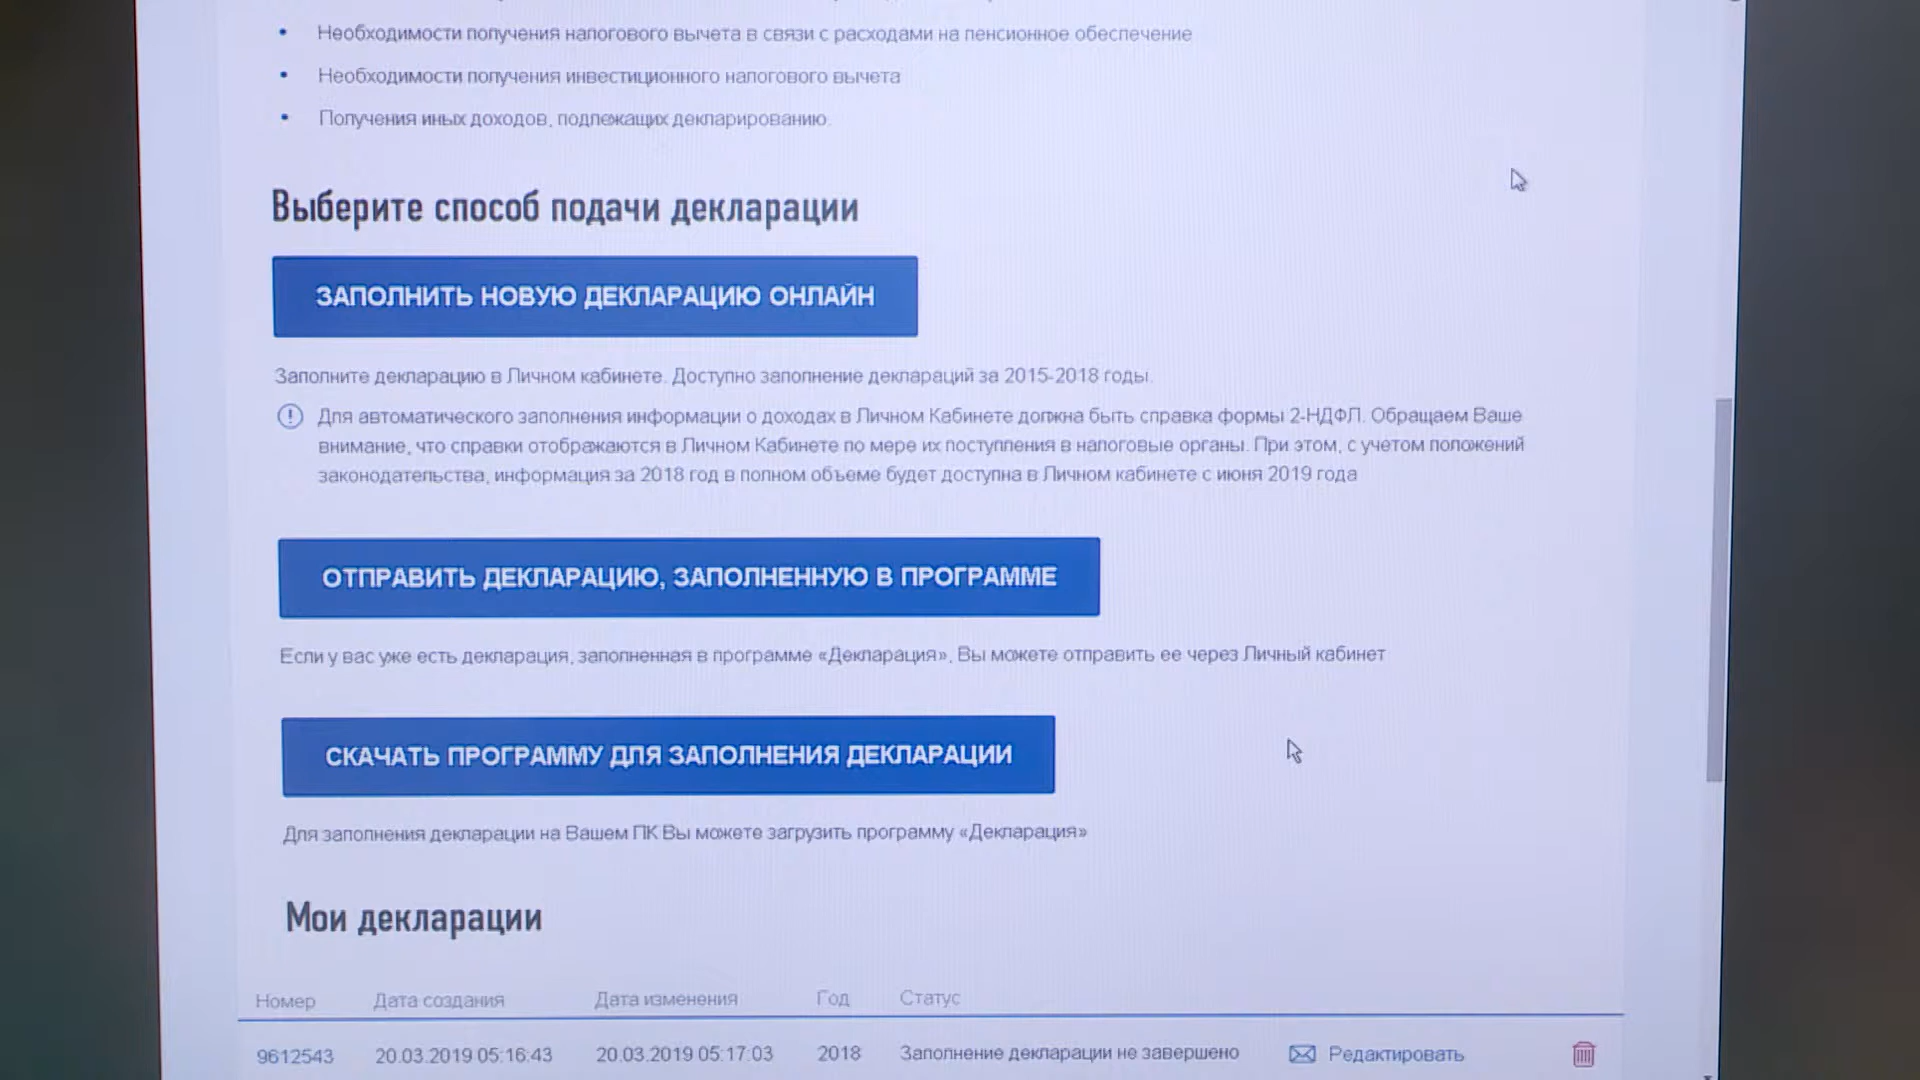 Необходимости получения налогового вычета в связи с расходами на пенсионное обеспечение
Необходимости получения инвестиционного налогового вычета
Получения иных доходов, подлежащих декларированию.
Выберите способ подачи декларации
ЗАПОЛНИТЬ НОВУЮ ДЕКЛАРАЦИЮ ОНЛАЙН
Заполните декларацию в Личном кабинете. Доступно заполнение деклараций за 2015-2018 годы.
Для автоматического заполнения информации о доходах в Личном Кабинете должна быть справка формы 2-НДФЛ. Обращаем Ваше
внимание, что справки отображаются в Личном Кабинете по мере их поступления в налоговые органы. При этом, с учетом положений
законодательства, информация за 2018 год в полном объеме будет доступна в Личном кабинете с июня 2019 года
ОТПРАВИТЬ ДЕКЛАРАЦИЮ, ЗАПОЛНЕННУЮ В ПРОГРАММЕ
Если у вас уже есть декларация, заполненная в программе «Декларация», Вы можете отправить ее через Личный кабинет
СКАЧАТЬ ПРОГРАММУ ДЛЯ ЗАПОЛНЕНИЯ ДЕКЛАРАЦИИ
Для заполнения декларации на Вашем ПК Вы можете загрузить программу «Декларация»
Мои декларации
Номер Дата создания Дата изменения Год Статус
9612543 20.03.2019 05:16:43 20.03.2019 05:17:03 2018 Заполнение декларации не завершено Редактировать